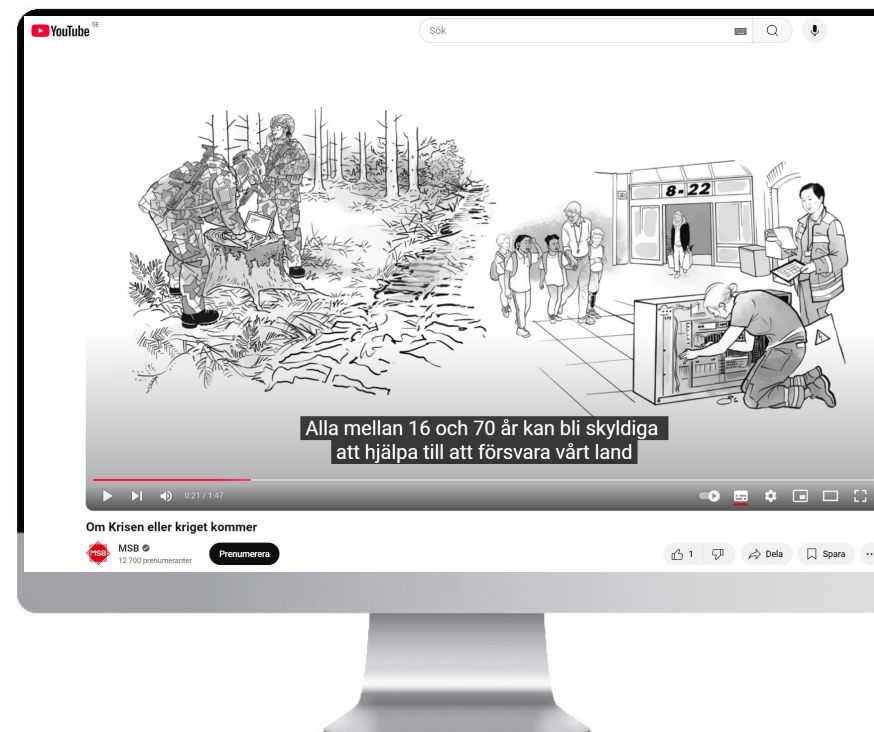 YouTube SE
Sök
8-22
Alla mellan 16 och 70 år kan bli skyldiga
att hjälpa till att försvara vårt land
0:21 / 1:47
Om Krisen eller kriget kommer
MSB
MSB
12 700 prenumeranter
Prenumerera
1
Dela
Spara